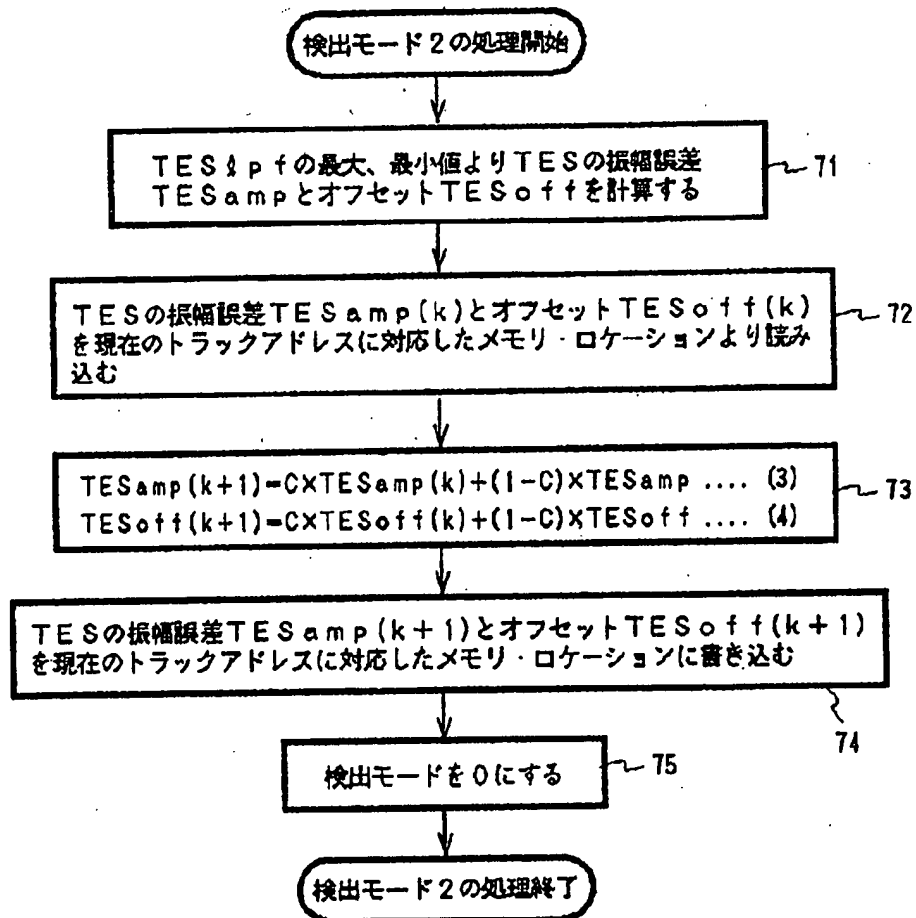 検出モード2の処理開始
TESℓpfの最大、最小値よりTESの振幅誤差
TESampとオフセットTESoffを計算する
71
TESの振幅誤差TESamp(k)とオフセットTESoff(k)
を現在のトラックアドレスに対応したメモリ・ロケーションより読み
込む
72
TESamp(k+1)=C×TESamp(k)+(1-C)×TESamp .... (3)
TESoff(k+1)=C×TESoff(k)+(1-C)×TESoff .... (4)
73
TESの振幅誤差TESamp(k+1)とオフセットTESoff(k+1)
を現在のトラックアドレスに対応したメモリ・ロケーションに書き込む
74
検出モードを0にする
75
検出モード2の処理終了